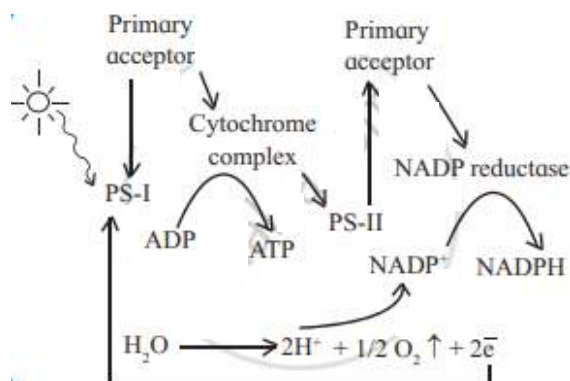 Primary
acceptor
Primary
acceptor
Cytochrome
complex
NADP reductase
PS-I
ADP
ATP
PS-II
NADP⁺
NADPH
H₂O
2H⁺ + 1/2 O₂ ↑ + 2e̅